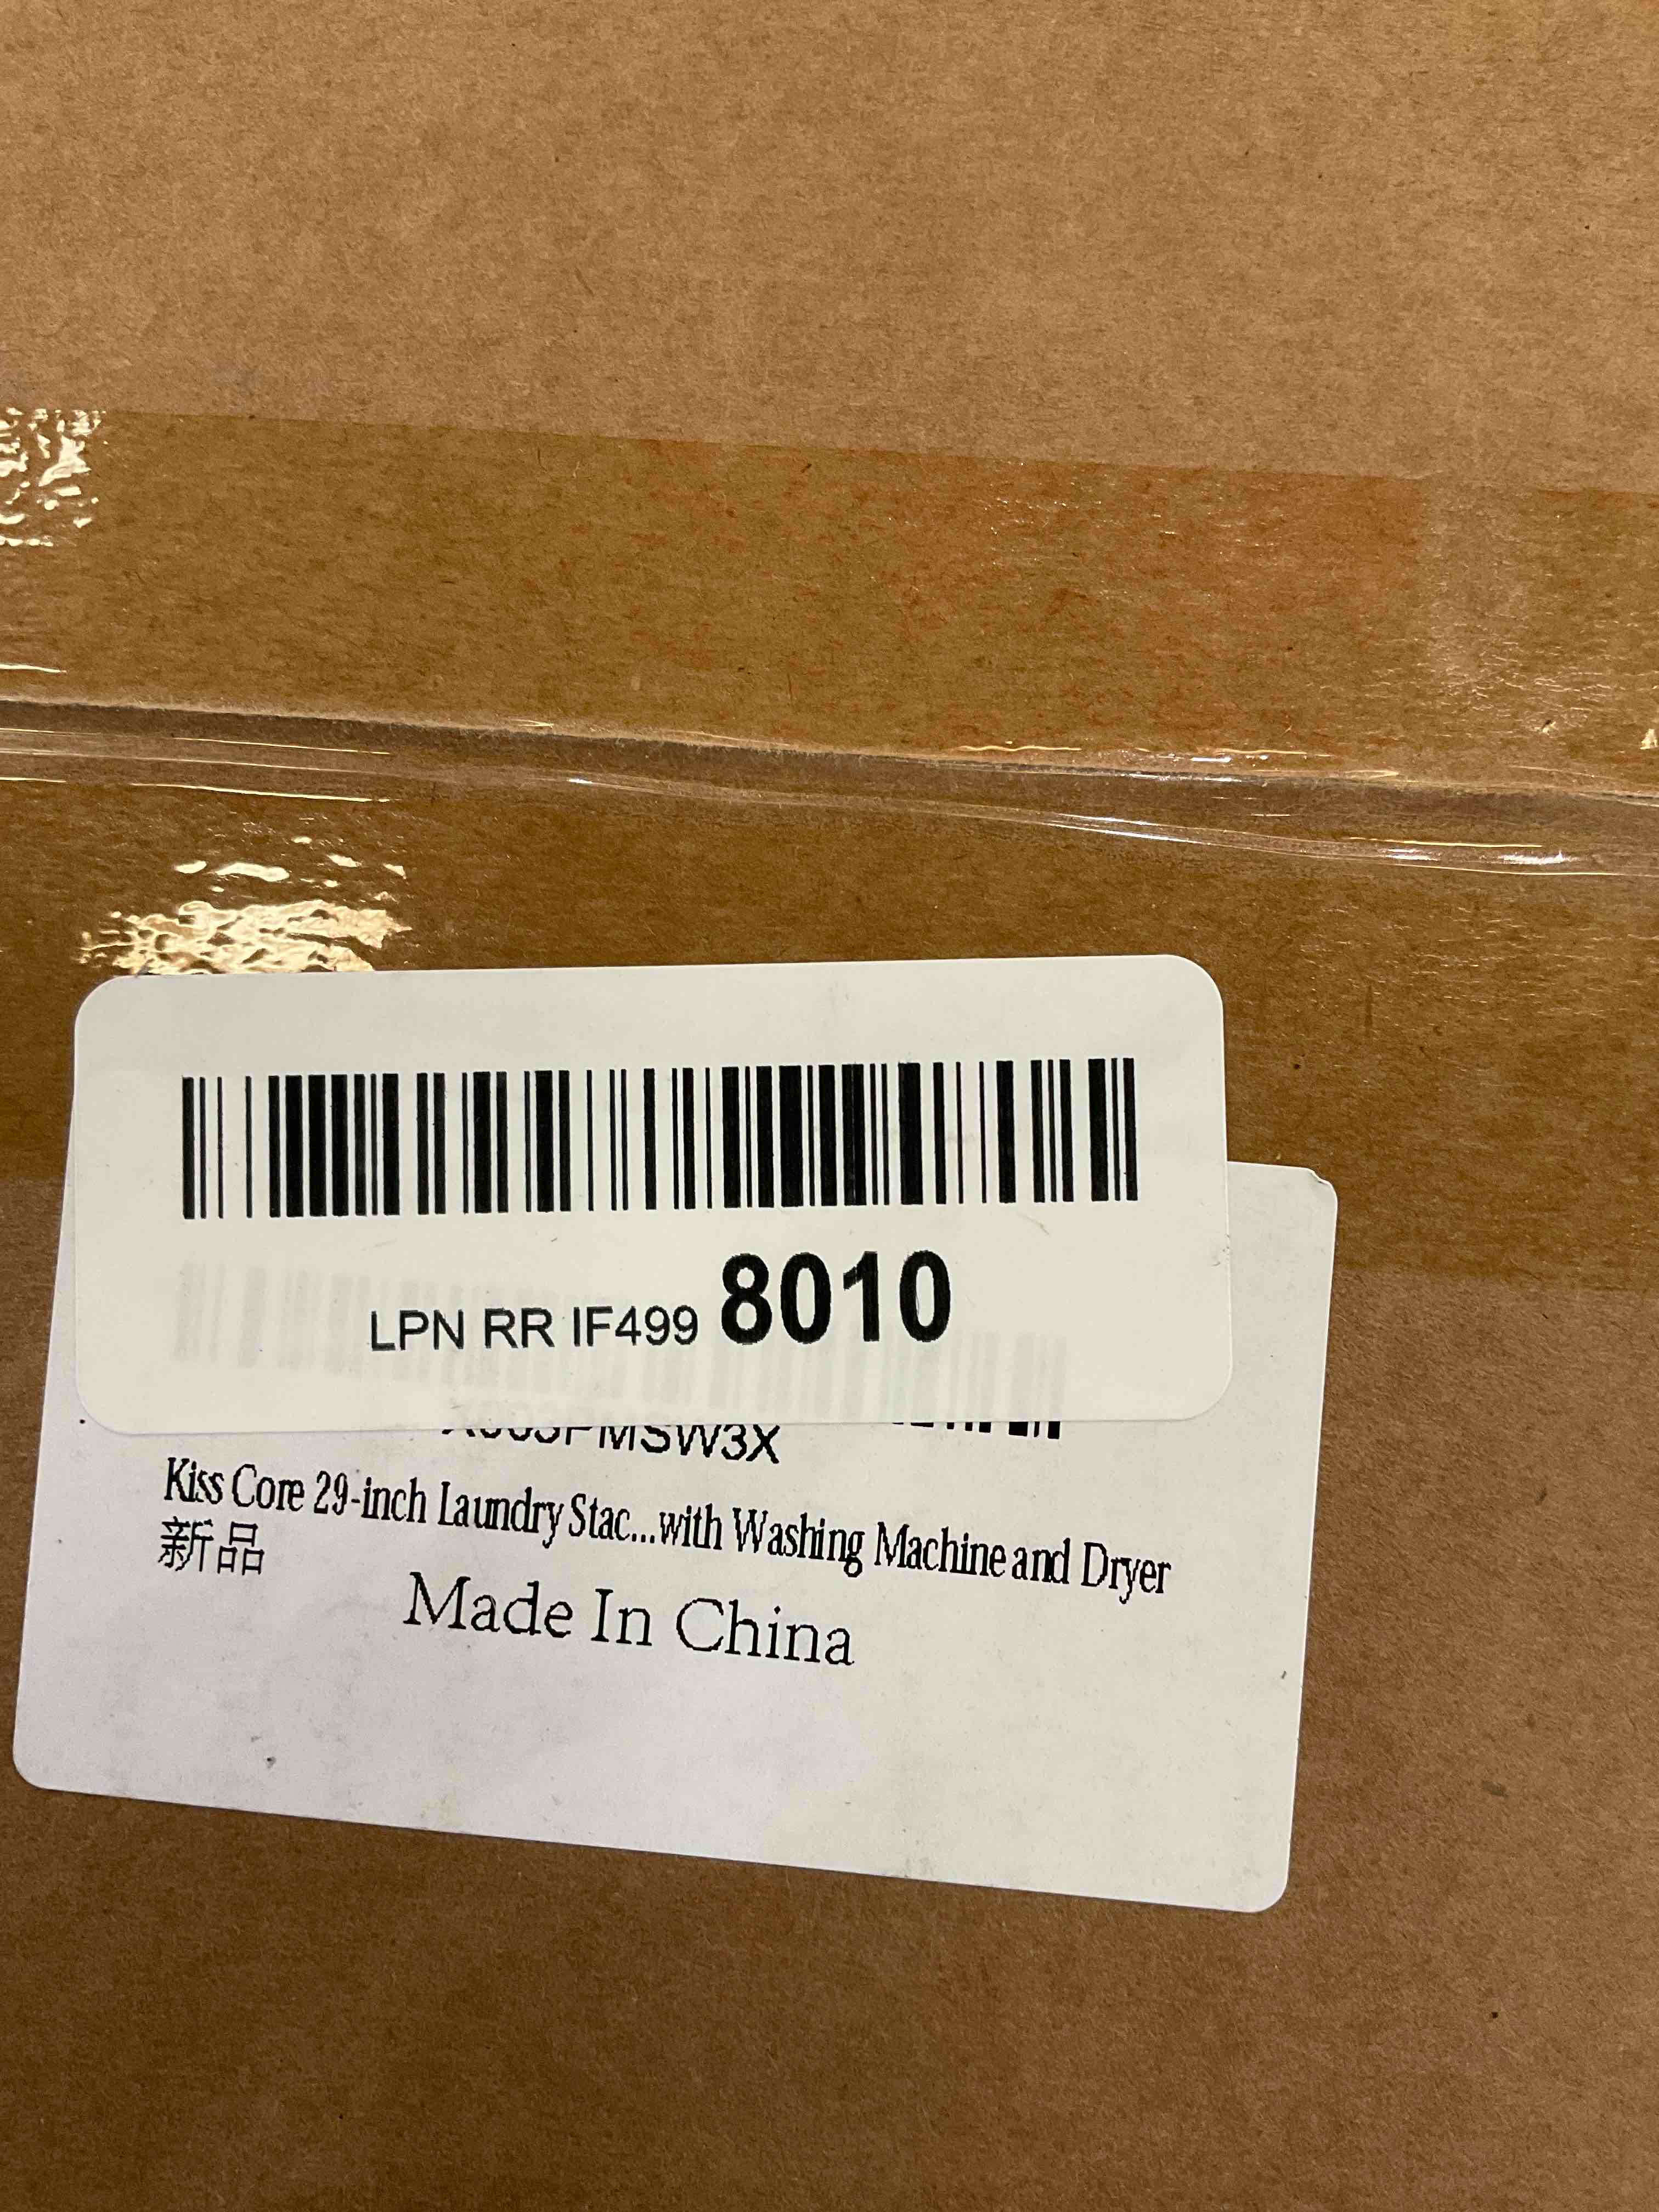 LPN RR IF499 8010
Kiss Core 29-inch Laundry Stac...with Washing Machine and Dryer
新品
Made In China